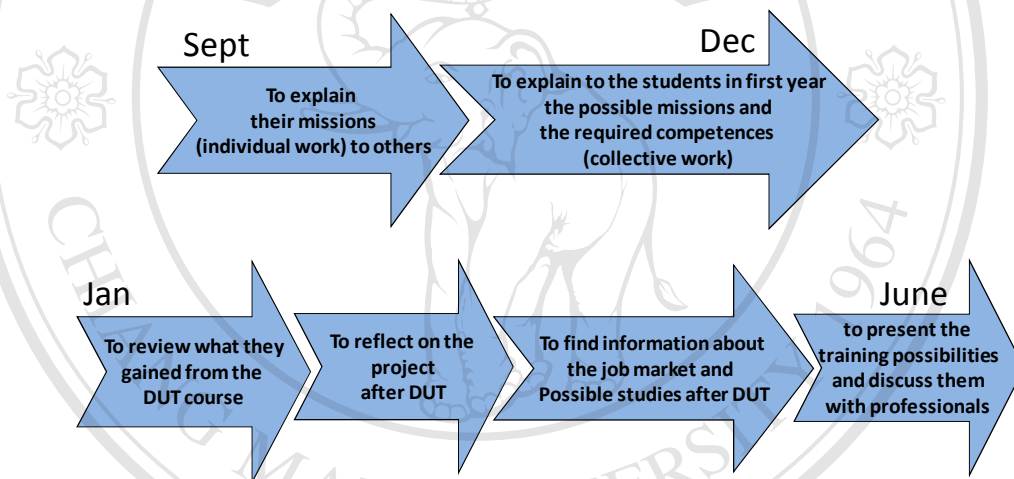 Sept
Dec
To explain
their missions
(individual work) to others
To explain to the students in first year
the possible missions and
the required competences
(collective work)
Jan
June
To review what they
gained from the
DUT course
To reflect on the
project
after DUT
To find information about
the job market and
Possible studies after DUT
to present the
training possibilities
and discuss them
with professionals
1964